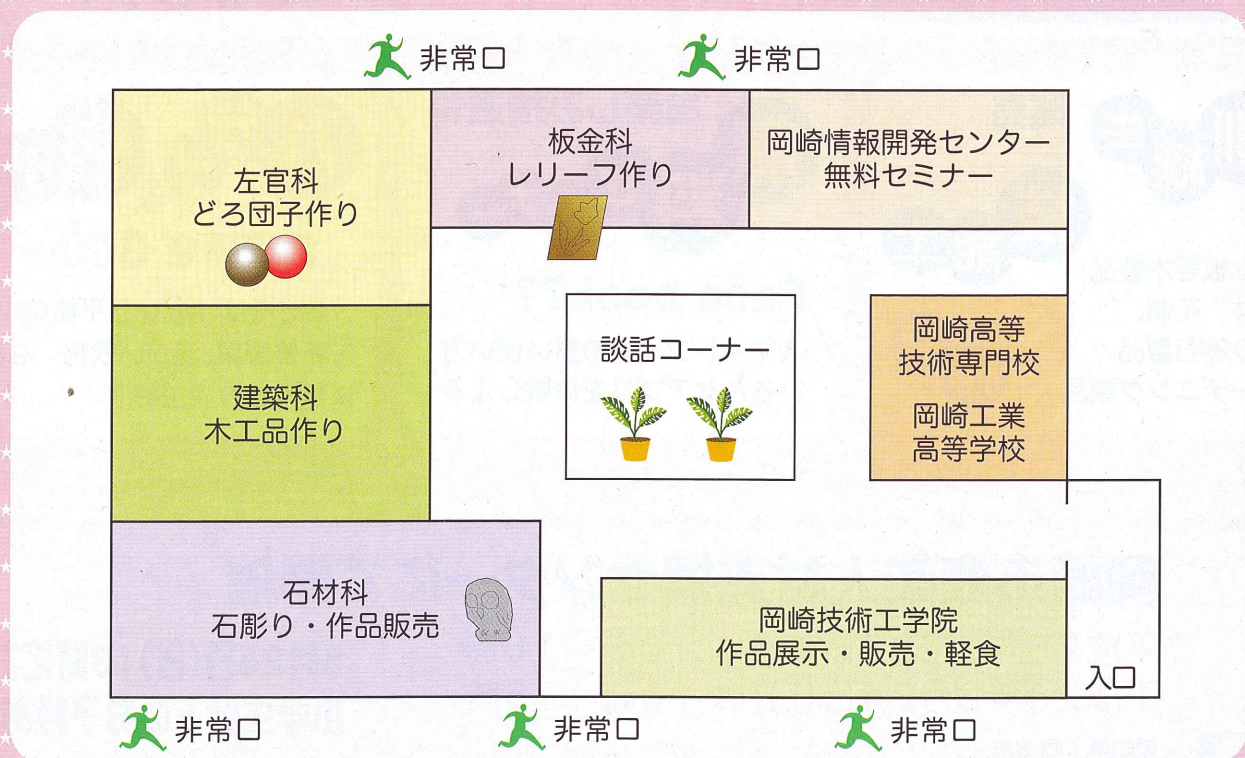 非常口
非常口
左官科
どろ団子作り
板金科
レリーフ作り
岡崎情報開発センター
無料セミナー
建築科
木工品作り
談話コーナー
岡崎高等
技術専門校
岡崎工業
高等学校
石材科
石彫り・作品販売
岡崎技術工学院
作品展示・販売・軽食
入口
非常口
非常口
非常口